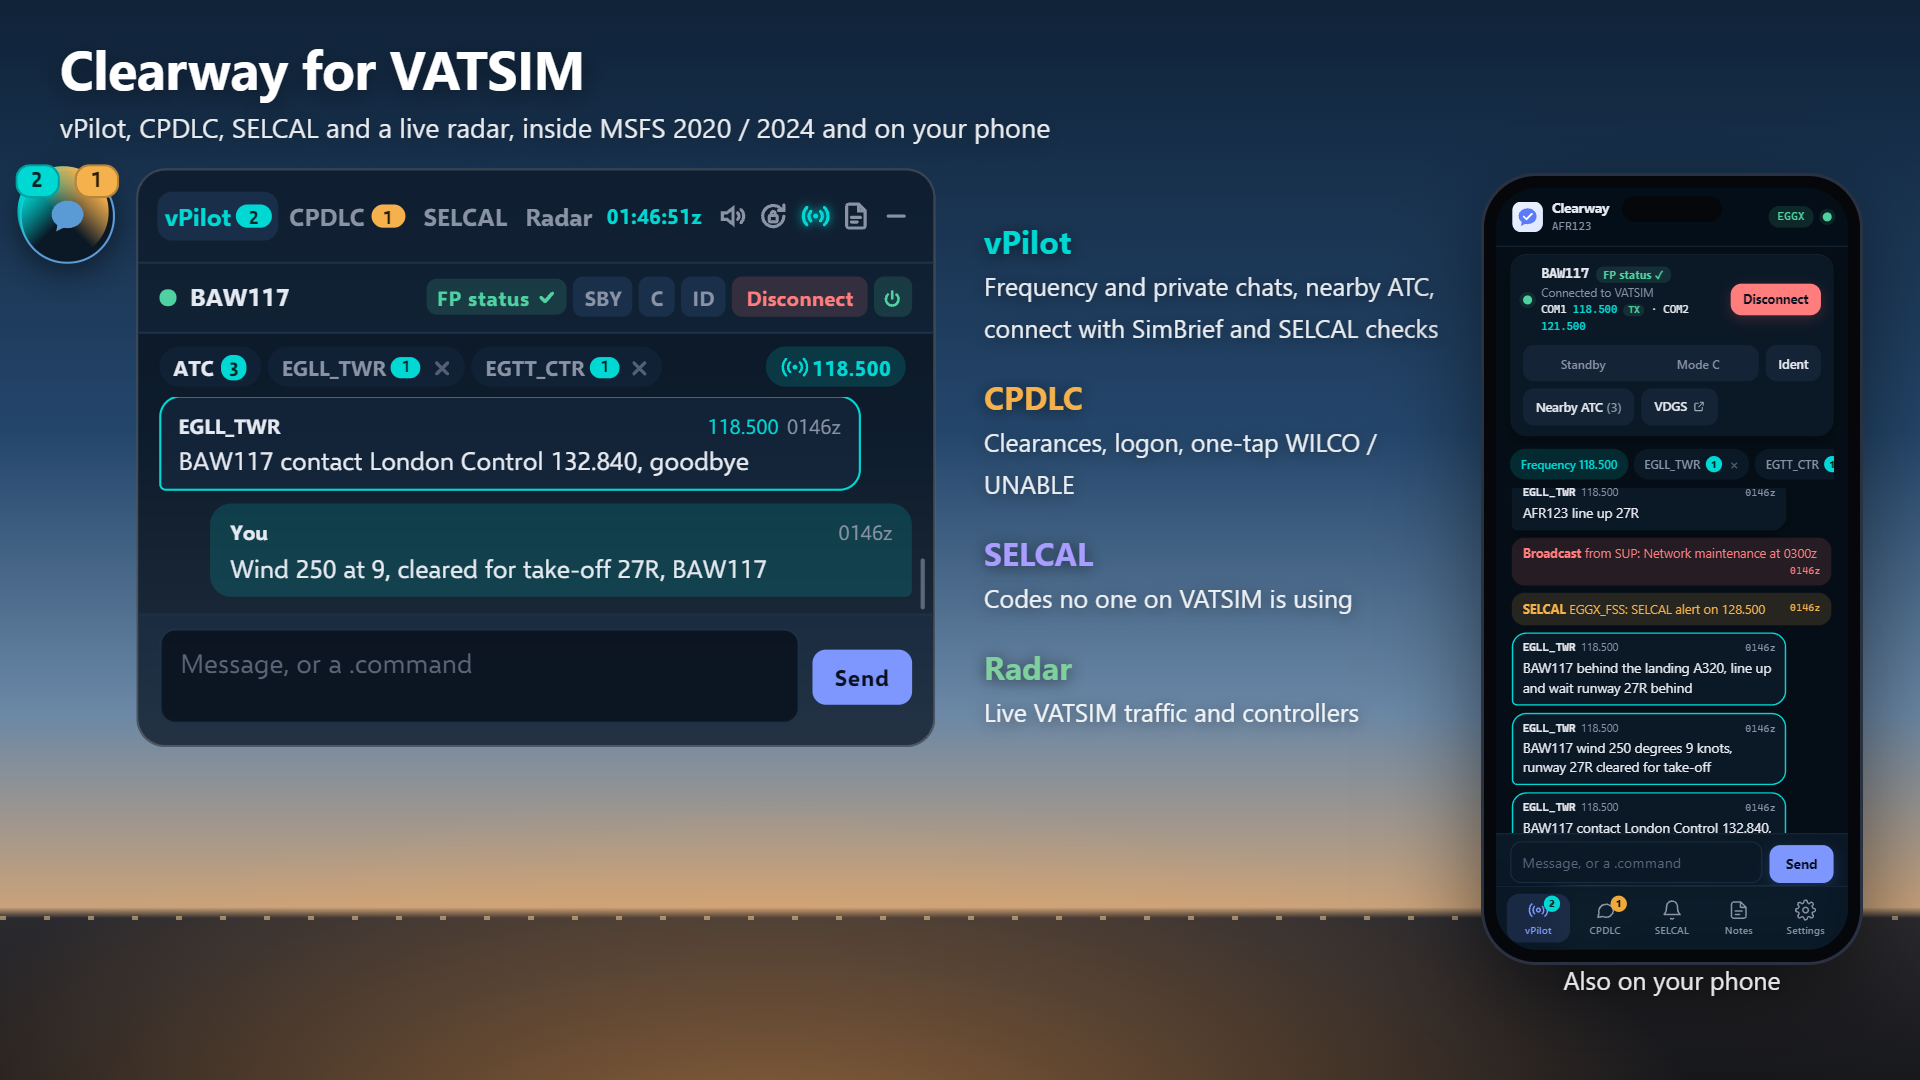 Clearway for VATSIM
vPilot, CPDLC, SELCAL and a live radar, inside MSFS 2020 / 2024 and on your phone
2 1
vPilot 2 CPDLC 1 SELCAL Radar 01:46:51z
BAW117 FP status ✓ SBY C ID Disconnect
ATC 3 EGLL_TWR 1 × EGTT_CTR 1 × 118.500
EGLL_TWR 118.500 0146z
BAW117 contact London Control 132.840, goodbye
You 0146z
Wind 250 at 9, cleared for take-off 27R, BAW117
Message, or a .command
Send
vPilot
Frequency and private chats, nearby ATC,
connect with SimBrief and SELCAL checks
CPDLC
Clearances, logon, one-tap WILCO /
UNABLE
SELCAL
Codes no one on VATSIM is using
Radar
Live VATSIM traffic and controllers
Clearway
AFR123
EGGX
BAW117 FP status ✓
Connected to VATSIM
COM1 118.500 TX · COM2
121.500
Disconnect
Standby Mode C Ident
Nearby ATC (3) VDGS
Frequency 118.500 EGLL_TWR 1 × EGTT_CTR 1
EGLL_TWR 118.500 0146z
AFR123 line up 27R
Broadcast from SUP: Network maintenance at 0300z
0146z
SELCAL EGGX_FSS: SELCAL alert on 128.500 0146z
EGLL_TWR 118.500 0146z
BAW117 behind the landing A320, line up
and wait runway 27R behind
EGLL_TWR 118.500 0146z
BAW117 wind 250 degrees 9 knots,
runway 27R cleared for take-off
EGLL_TWR 118.500 0146z
BAW117 contact London Control 132.840,
Message, or a .command
Send
2 1
vPilot CPDLC SELCAL Notes Settings
Also on your phone